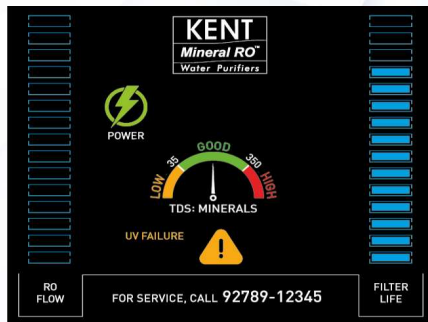 KENT
Mineral RO™
Water Purifiers
POWER
LOW 35 GOOD 350 HIGH
TDS: MINERALS
UV FAILURE
!
RO
FLOW
FOR SERVICE, CALL 92789-12345
FILTER
LIFE